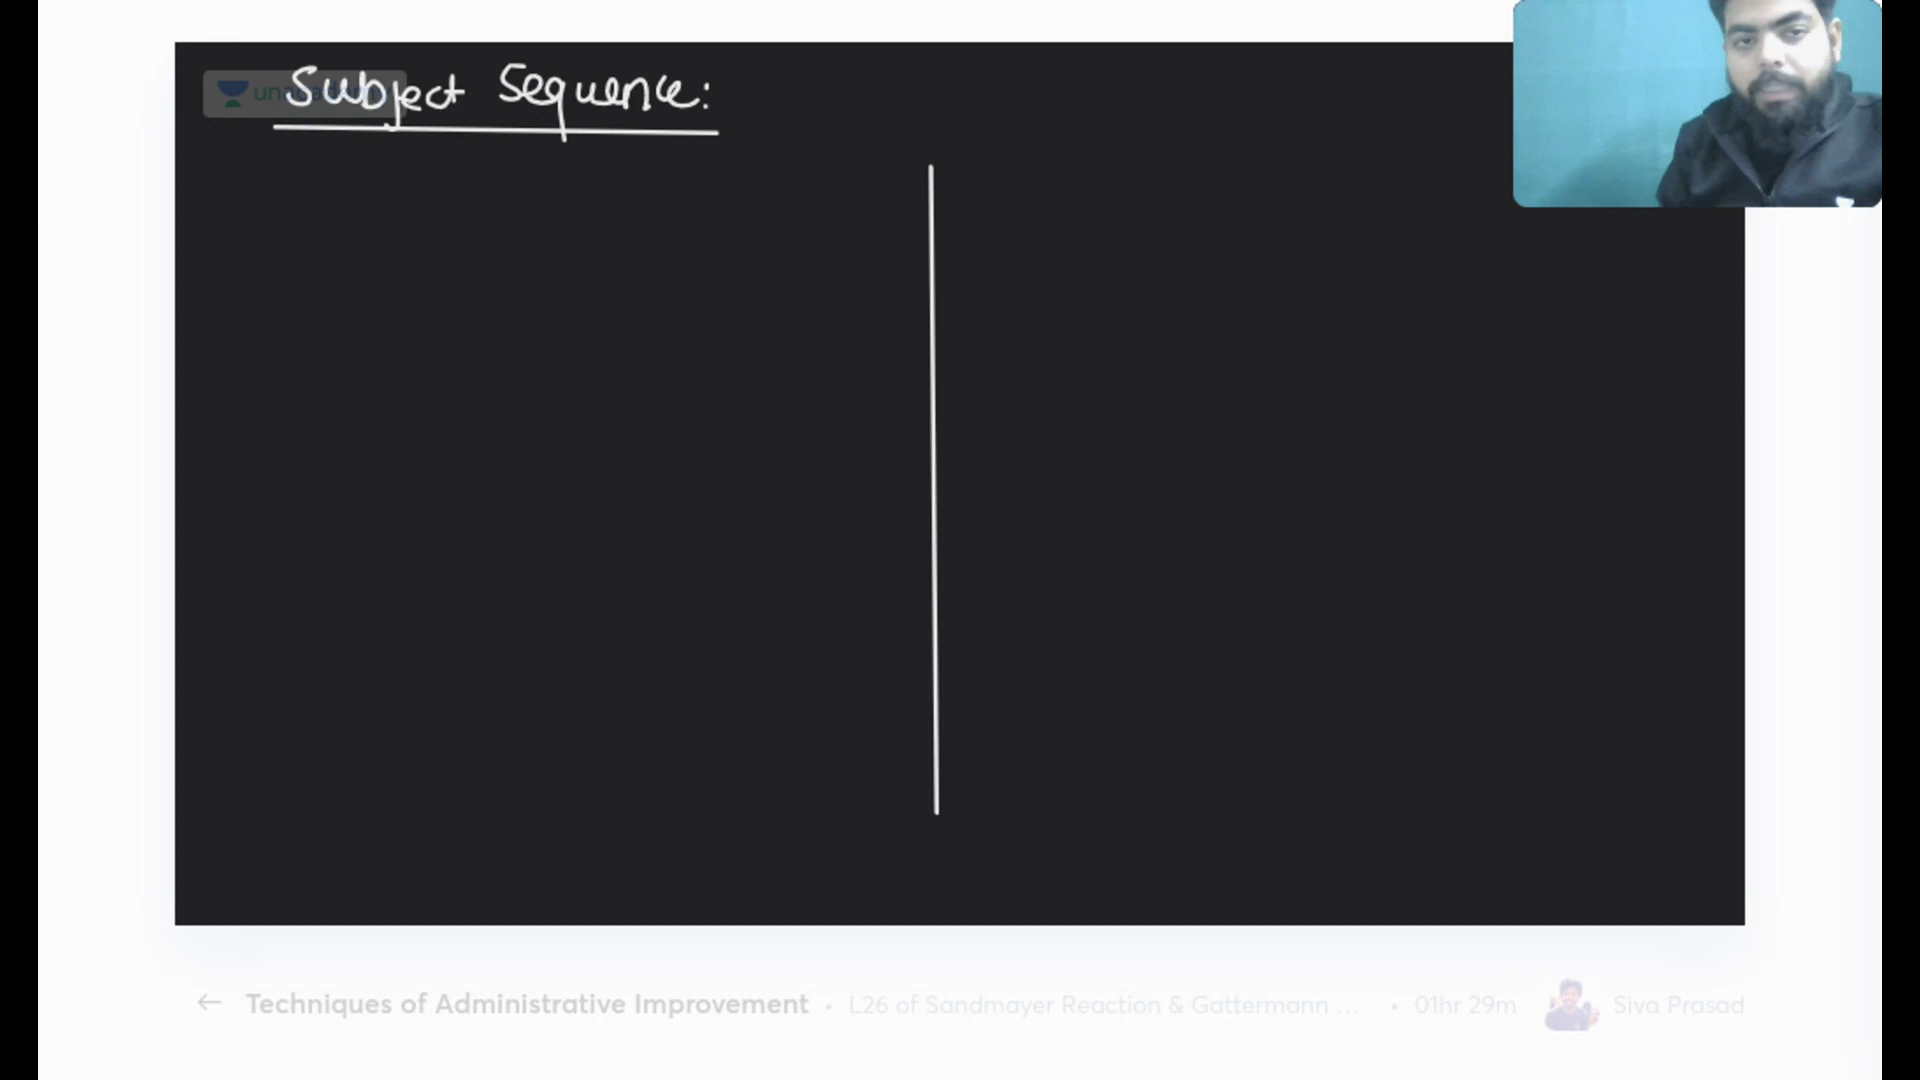 Subject Sequence:
Techniques of Administrative Improvement • L26 of Sandmayer Reaction & Gattermann ... • 01hr 29m Siva Prasad